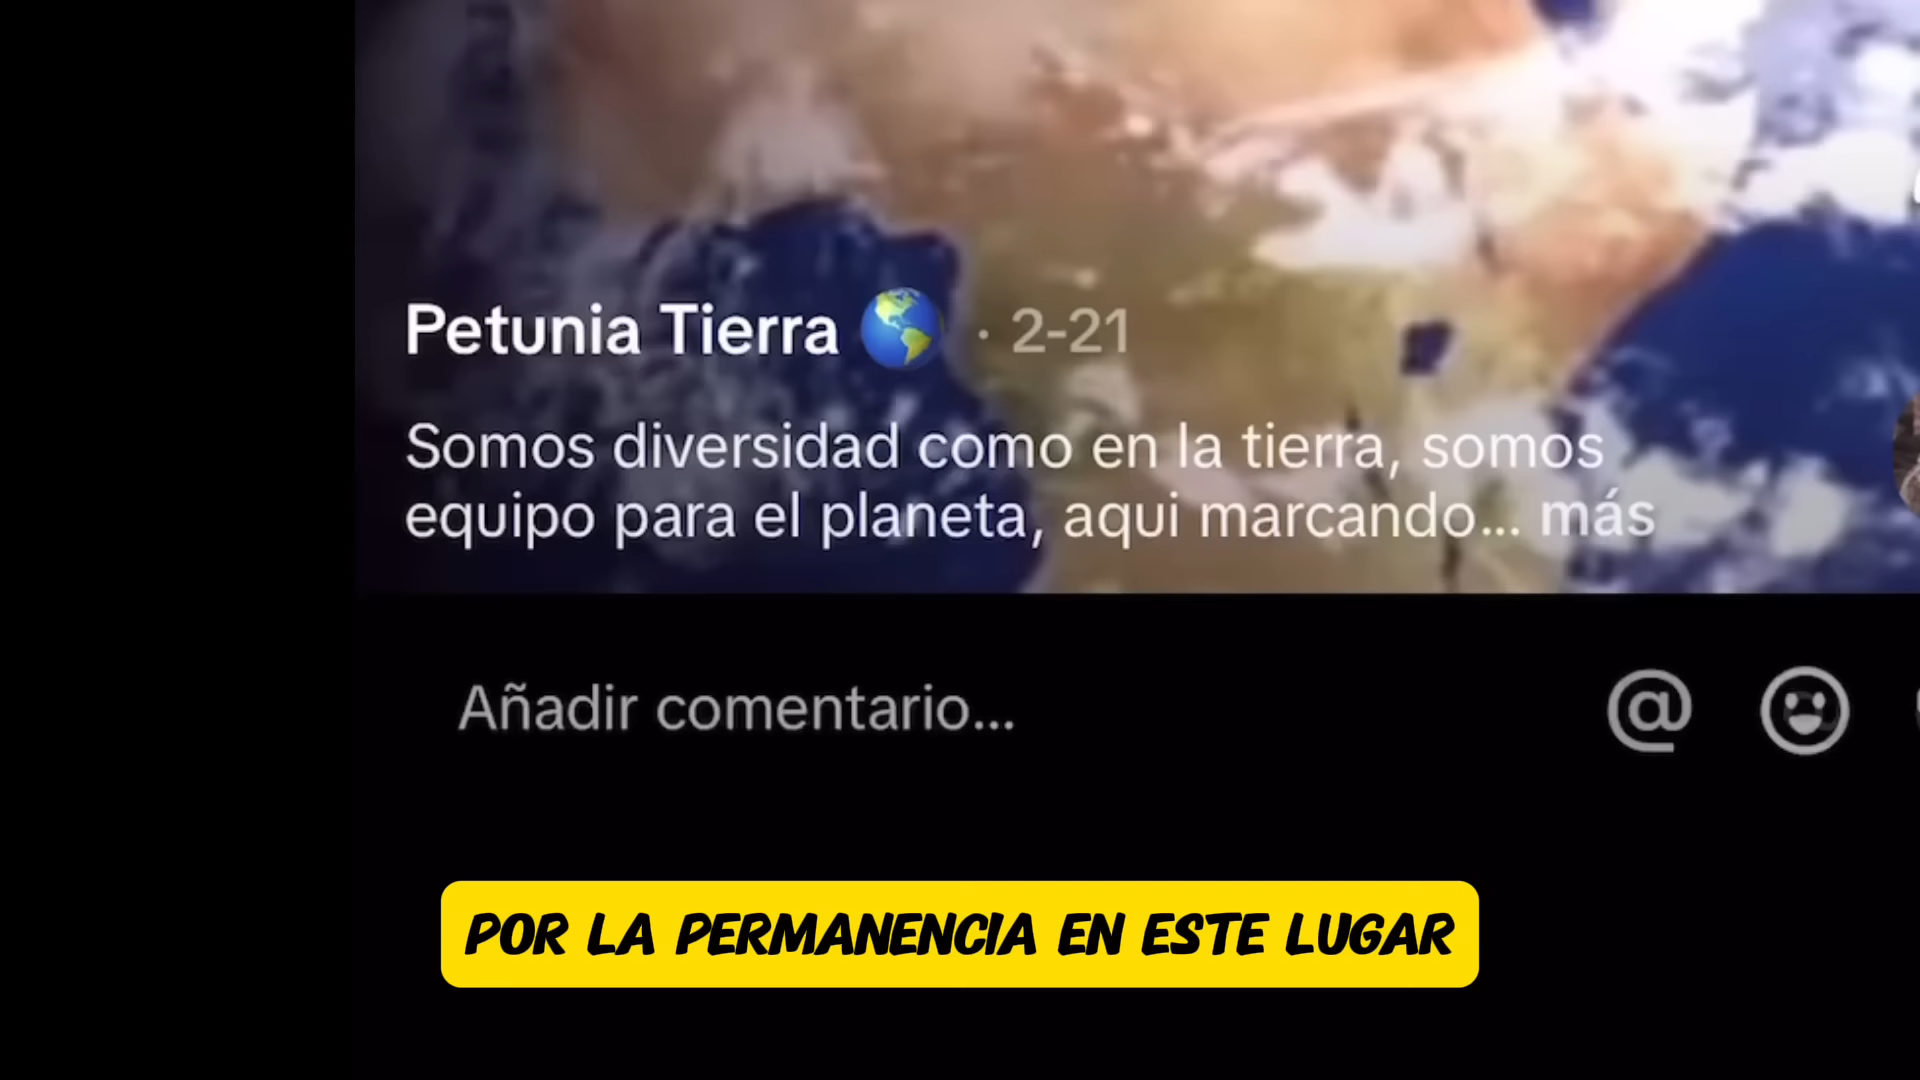 Petunia Tierra 🌎 · 2-21
Somos diversidad como en la tierra, somos
equipo para el planeta, aqui marcando... más
Añadir comentario...
POR LA PERMANENCIA EN ESTE LUGAR